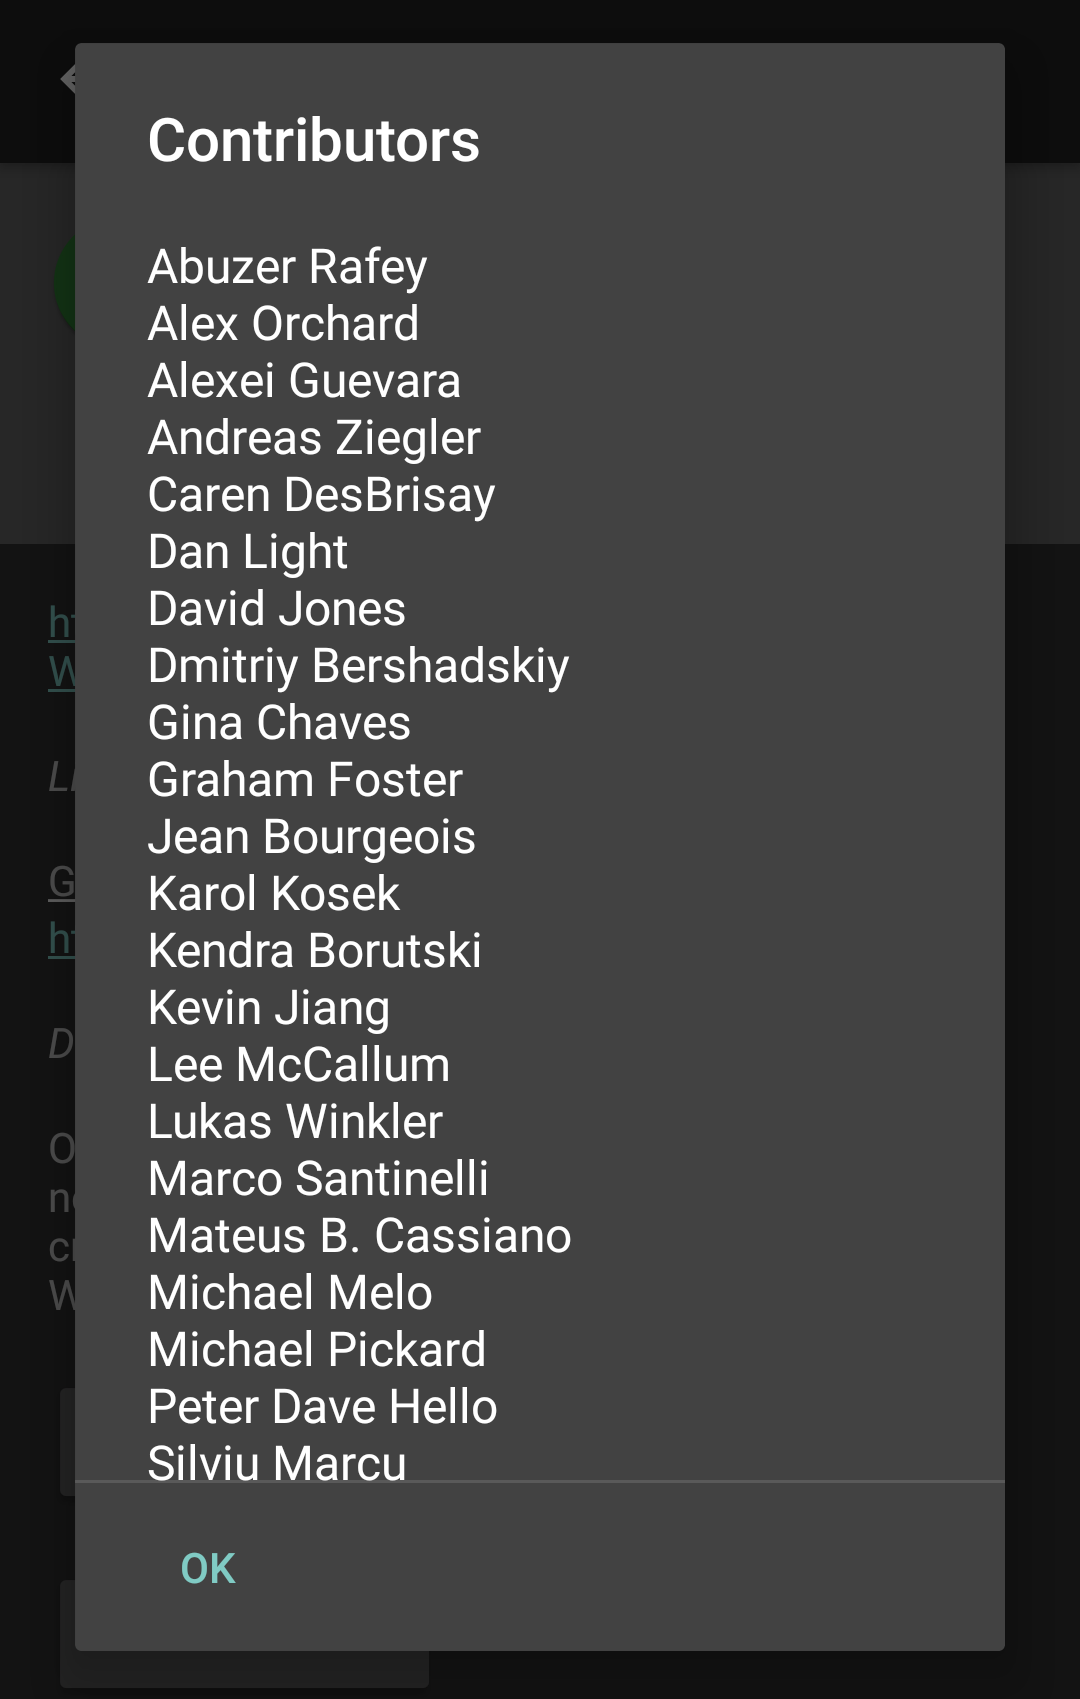 Contributors
Abuzer Rafey
Alex Orchard
Alexei Guevara
Andreas Ziegler
Caren DesBrisay
Dan Light
David Jones
Dmitriy Bershadskiy
Gina Chaves
Graham Foster
Jean Bourgeois
Karol Kosek
Kendra Borutski
Kevin Jiang
Lee McCallum
Lukas Winkler
Marco Santinelli
Mateus B. Cassiano
Michael Melo
Michael Pickard
Peter Dave Hello
Silviu Marcu
OK